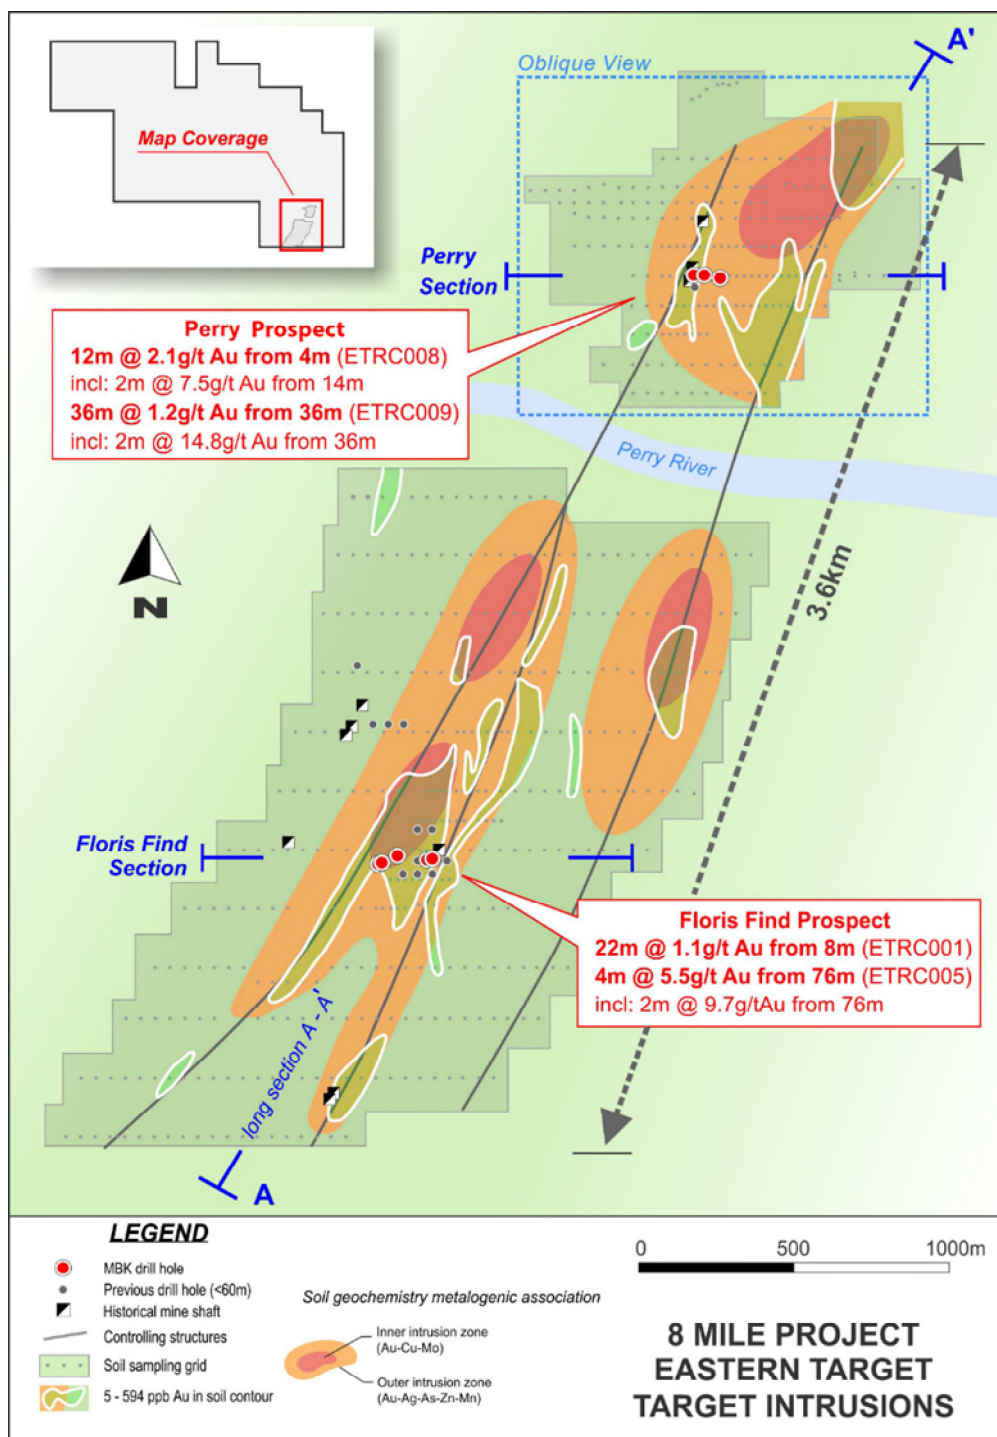 Map Coverage
Oblique View
A'
Perry
Section
Perry Prospect
12m @ 2.1g/t Au from 4m (ETRC008)
incl: 2m @ 7.5g/t Au from 14m
36m @ 1.2g/t Au from 36m (ETRC009)
incl: 2m @ 14.8g/t Au from 36m
Perry River
N
3.6km
Floris Find
Section
Floris Find Prospect
22m @ 1.1g/t Au from 8m (ETRC001)
4m @ 5.5g/t Au from 76m (ETRC005)
incl: 2m @ 9.7g/tAu from 76m
long section A - A'
A
LEGEND
MBK drill hole
Previous drill hole (<60m)
Historical mine shaft
Controlling structures
Soil sampling grid
5 - 594 ppb Au in soil contour
Soil geochemistry metalogenic association
Inner intrusion zone
(Au-Cu-Mo)
Outer intrusion zone
(Au-Ag-As-Zn-Mn)
0 500 1000m
8 MILE PROJECT
EASTERN TARGET
TARGET INTRUSIONS